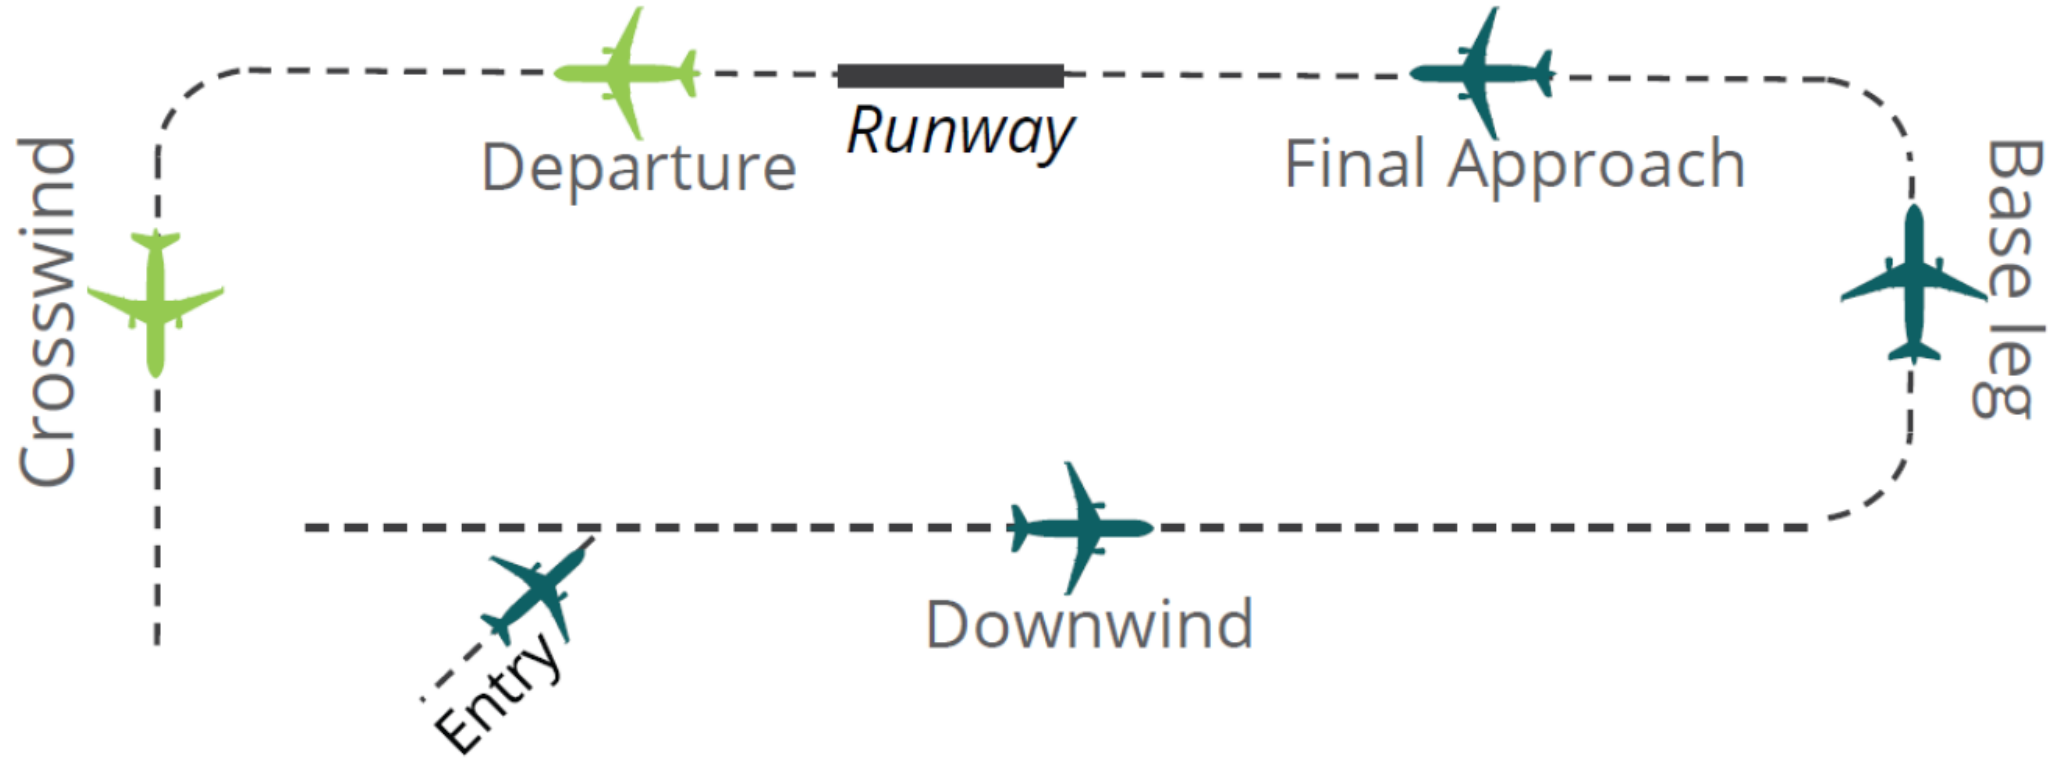 Runway
Departure
Final Approach
Crosswind
Base leg
Downwind
Entry